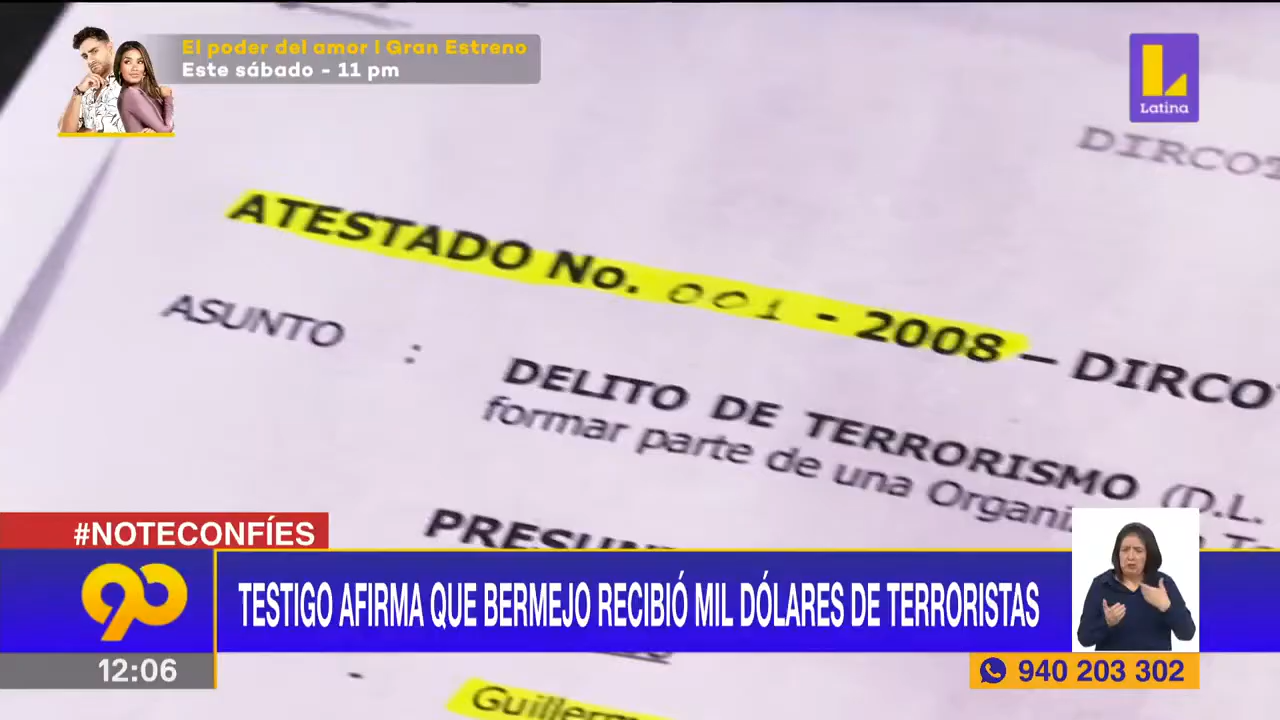 El poder del amor | Gran Estreno
Este sábado - 11 pm
Latina
ATESTADO No. 001 - 2008 –
ASUNTO :
DELITO DE TERRORISMO (D.L.
formar parte de una
#NOTECONFÍES
90
TESTIGO AFIRMA QUE BERMEJO RECIBIÓ MIL DÓLARES DE TERRORISTAS
12:06
940 203 302